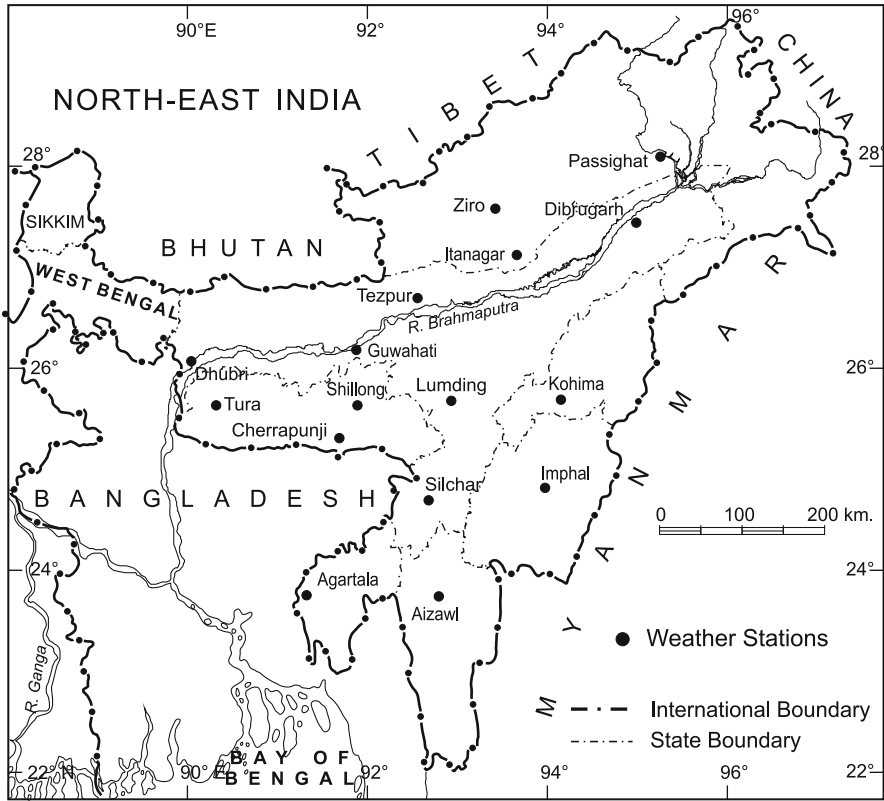 90°E 92° 94° 96°
NORTH-EAST INDIA
TIBET
CHINA
28° 28°
Passighat
Ziro
Dibrugarh
SIKKIM
BHUTAN
Itanagar
WEST BENGAL
Tezpur
R. Brahmaputra
Guwahati
26° 26°
Dhubri
Shillong
Lumding
Kohima
Tura
Cherrapunji
MYANMAR
Silchar
Imphal
BANGLADESH
0 100 200 km.
24° 24°
Agartala
Aizawl
Weather Stations
R. Ganga
International Boundary
State Boundary
BAY OF
BENGAL
22° N 90°E 92° 94° 96° 22°